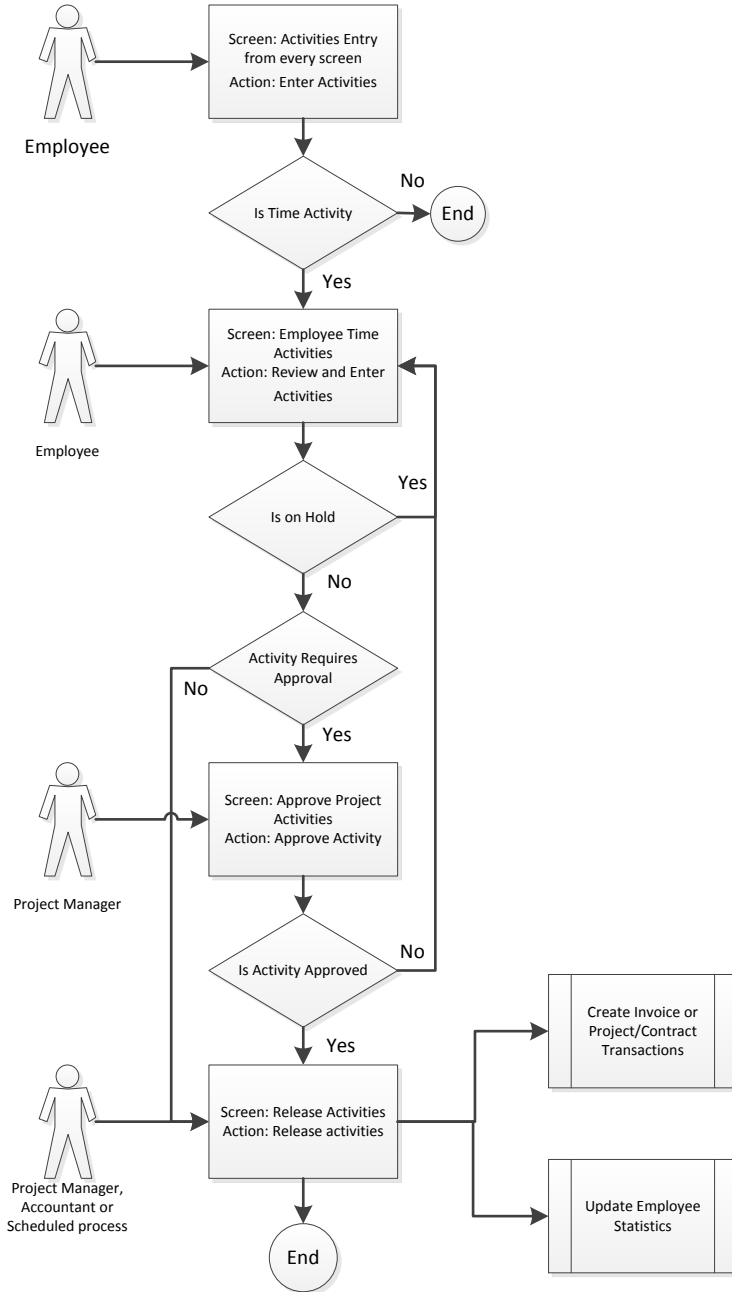 Screen: Activities Entry
from every screen
Action: Enter Activities
Employee
Is Time Activity
No
End
Yes
Screen: Employee Time
Activities
Action: Review and Enter
Activities
Employee
Is on Hold
Yes
No
Activity Requires
Approval
No
Yes
Screen: Approve Project
Activities
Action: Approve Activity
Project Manager
Is Activity Approved
No
Yes
Create Invoice or
Project/Contract
Transactions
Screen: Release Activities
Action: Release activities
Project Manager,
Accountant or
Scheduled process
Update Employee
Statistics
End